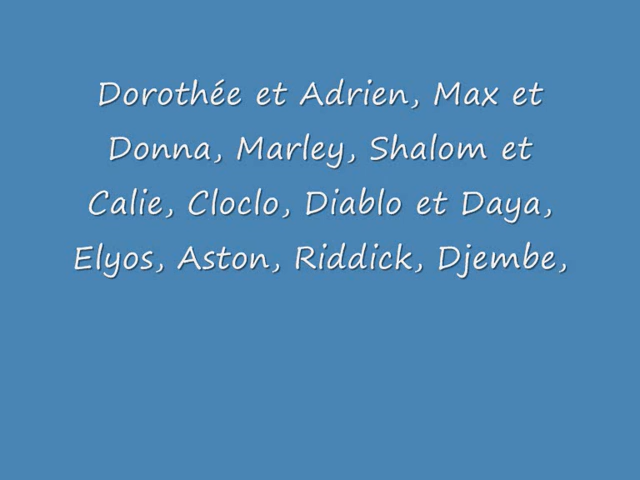 Dorothée et Adrien, Max et
Donna, Marley, Shalom et
Calie, Cloclo, Diablo et Daya,
Elyos, Aston, Riddick, Djembe,